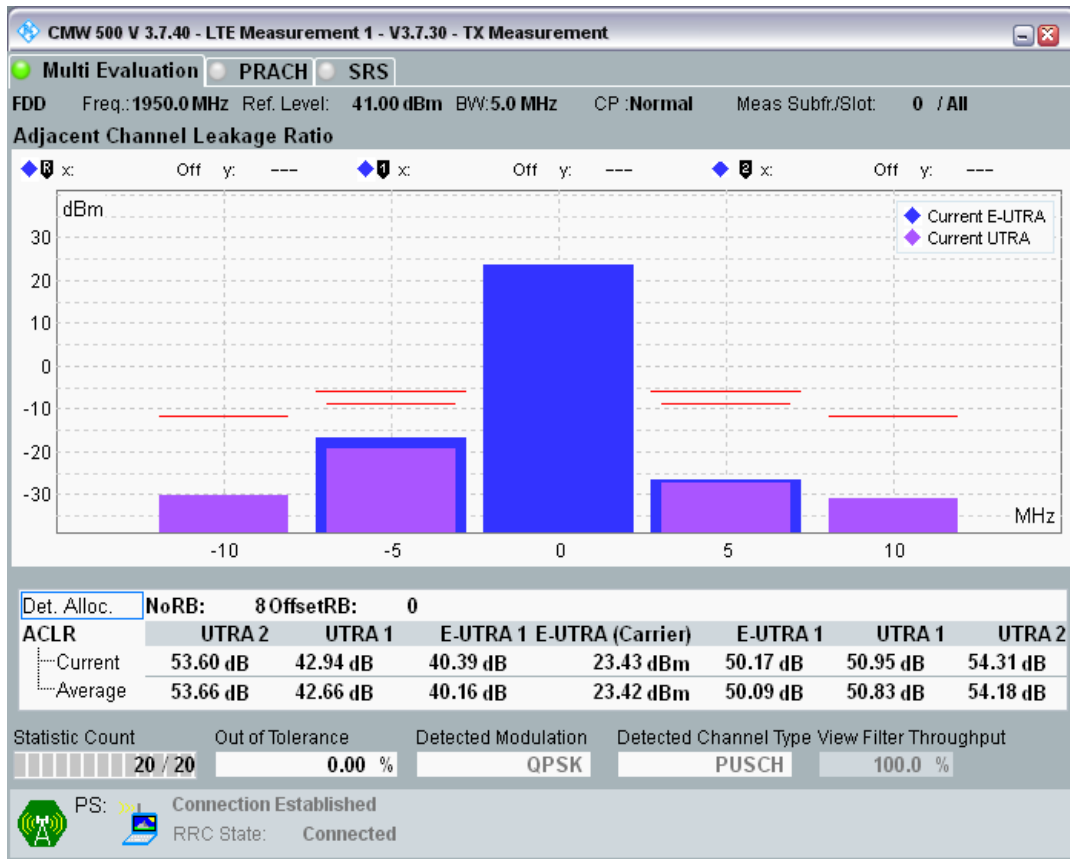 CMW 500 V 3.7.40 - LTE Measurement 1 - V3.7.30 - TX Measurement
Multi Evaluation PRACH SRS
FDD Freq.: 1950.0 MHz Ref. Level: 41.00 dBm BW: 5.0 MHz CP :Normal Meas Subfr./Slot: 0 / All
Adjacent Channel Leakage Ratio
R x: Off y: --- 1 x: Off y: --- 2 x: Off y: ---
dBm
Current E-UTRA
Current UTRA
30
20
10
0
-10
-20
-30
MHz
-10 -5 0 5 10
Det. Alloc. NoRB: 8 OffsetRB: 0
ACLR UTRA 2 UTRA 1 E-UTRA 1 E-UTRA (Carrier) E-UTRA 1 UTRA 1 UTRA 2
Current 53.60 dB 42.94 dB 40.39 dB 23.43 dBm 50.17 dB 50.95 dB 54.31 dB
Average 53.66 dB 42.66 dB 40.16 dB 23.42 dBm 50.09 dB 50.83 dB 54.18 dB
Statistic Count Out of Tolerance Detected Modulation Detected Channel Type View Filter Throughput
20 / 20 0.00 % QPSK PUSCH 100.0 %
PS: Connection Established
RRC State: Connected